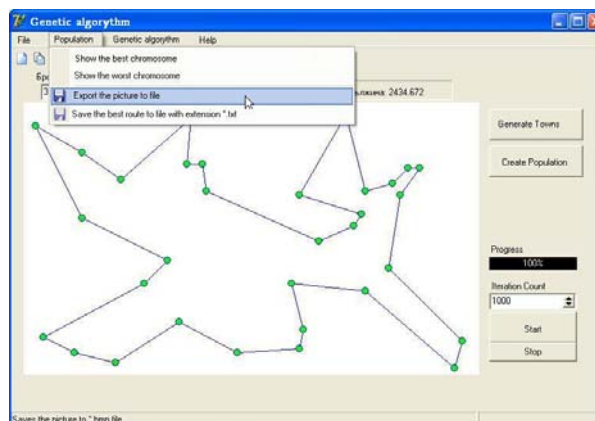 Genetic algorythm
File Population Genetic algorythm Help
Show the best chromosome
Show the worst chromosome
Export the picture to file
Save the best route to file with extension *.txt
2434.672
Generate Towns
Create Population
Progress
100%
Iteration Count
1000
Start
Stop
Saves the picture to *.bmp file